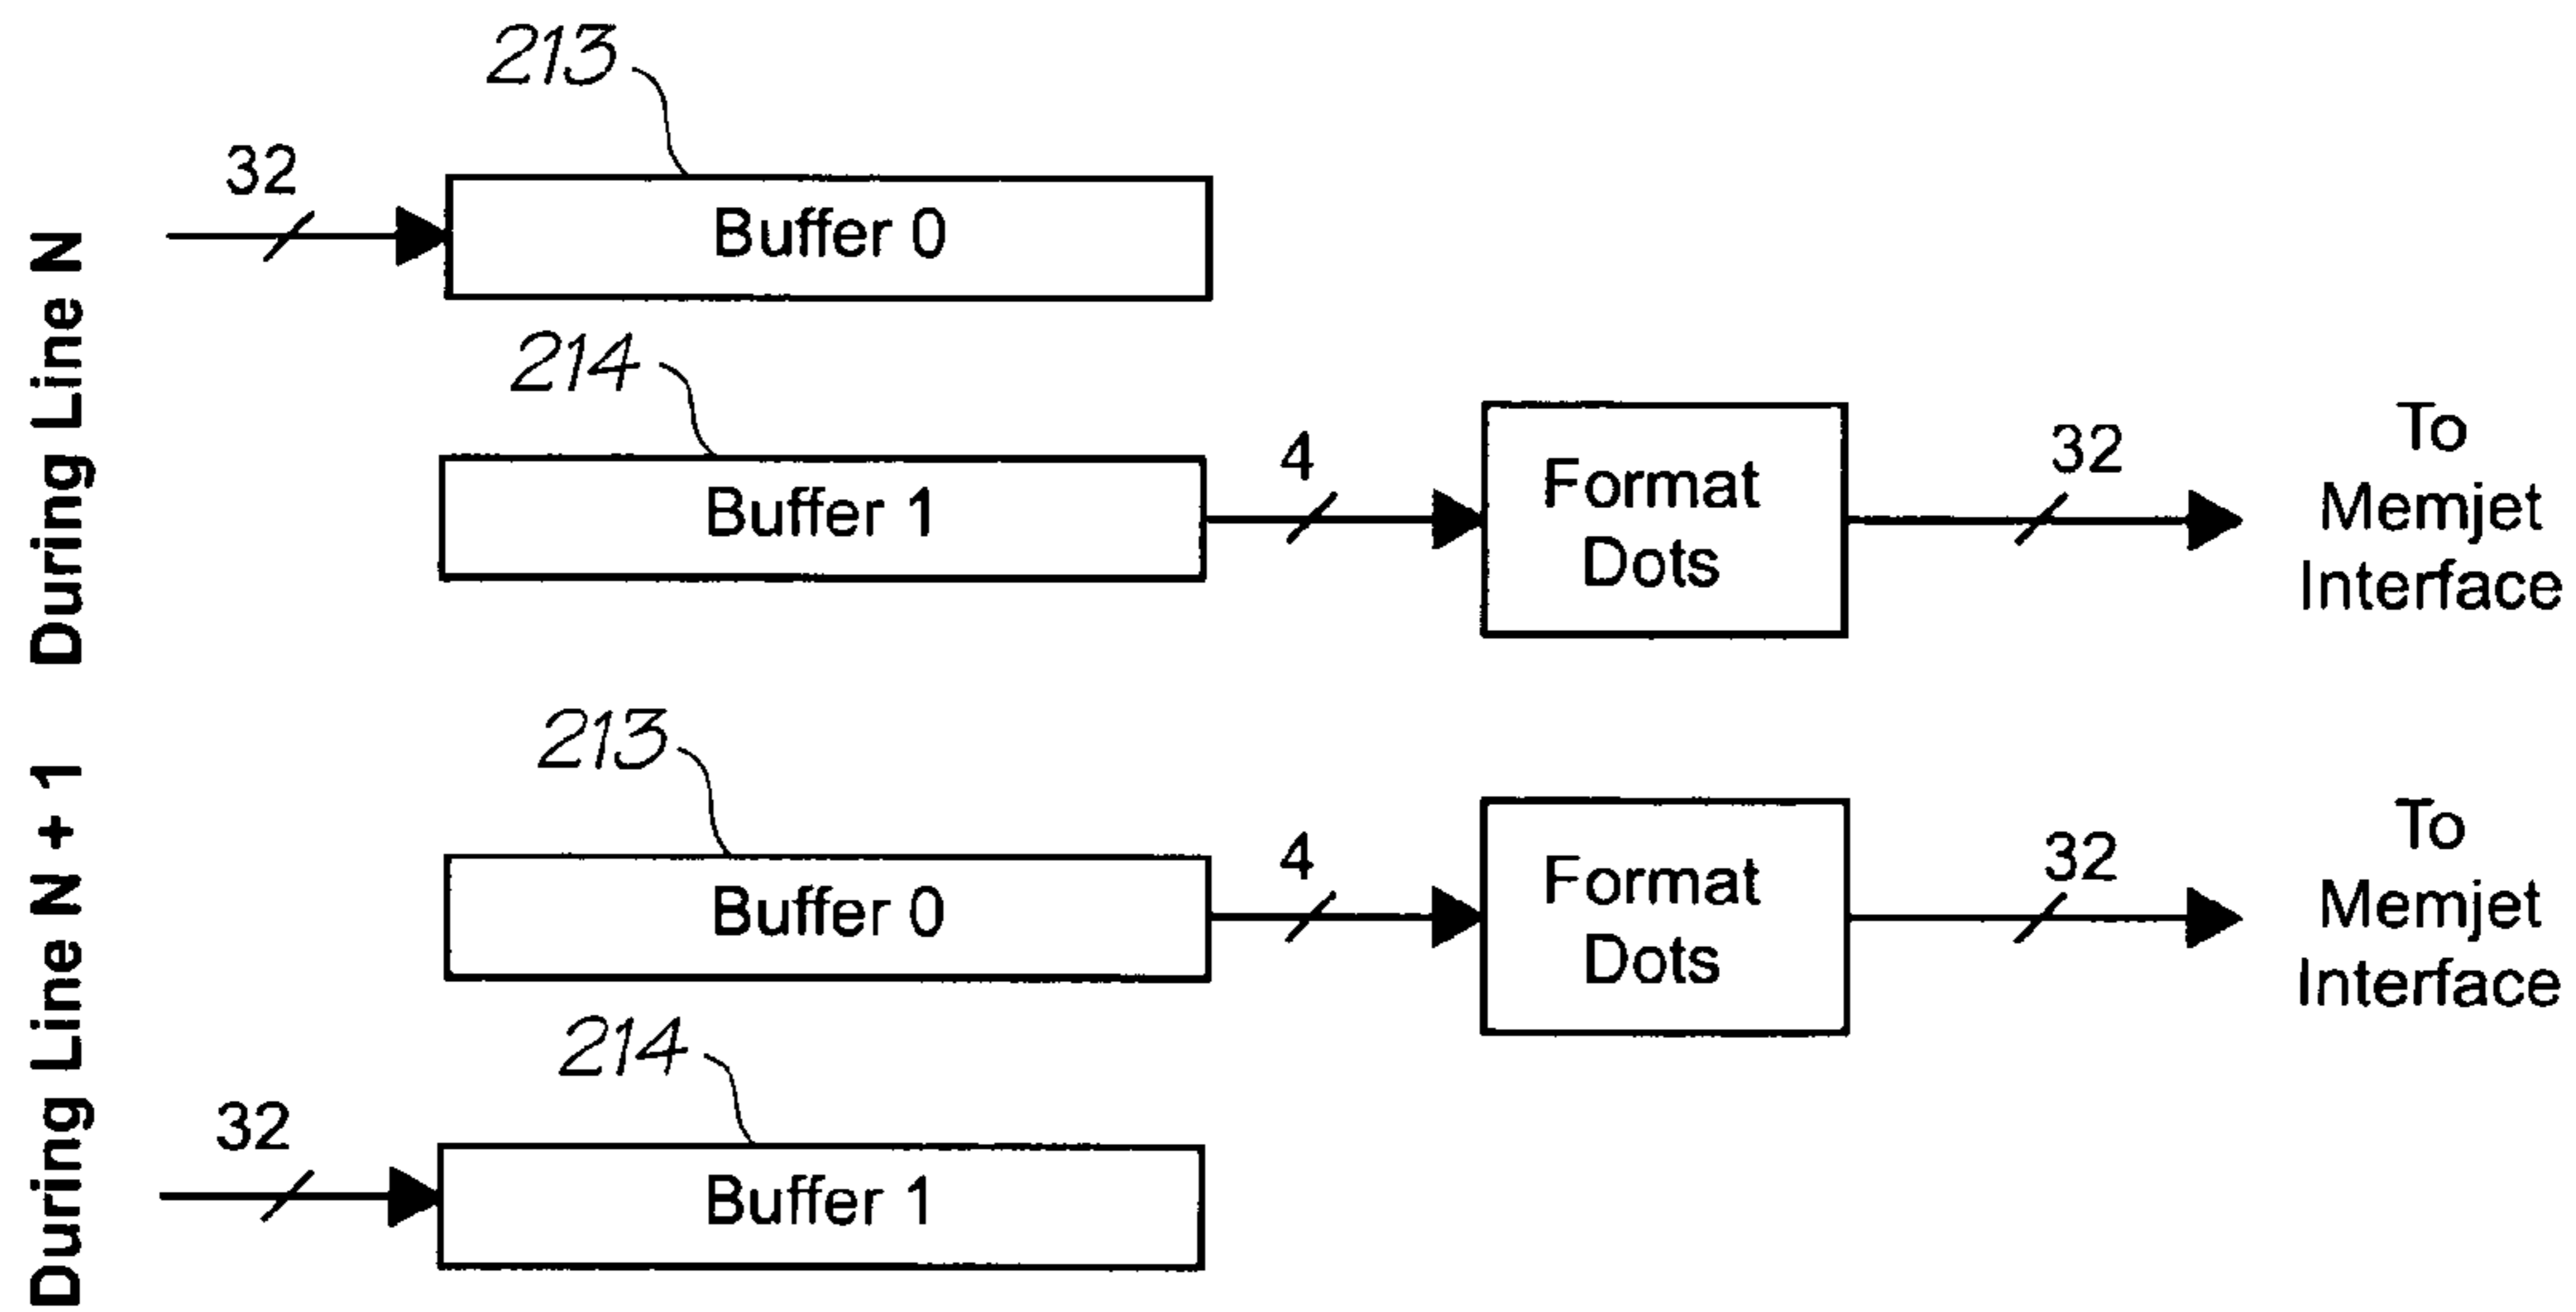 During Line N
213
32
Buffer 0
214
Buffer 1
4
Format
Dots
32
To
Memjet
Interface
During Line N + 1
213
Buffer 0
4
Format
Dots
32
To
Memjet
Interface
214
32
Buffer 1